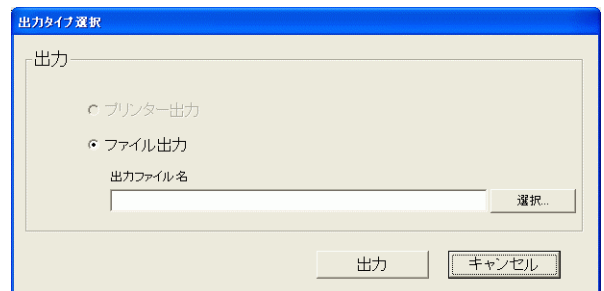 出力タイプ選択
出力
プリンター出力
ファイル出力
出力ファイル名
選択...
出力
キャンセル